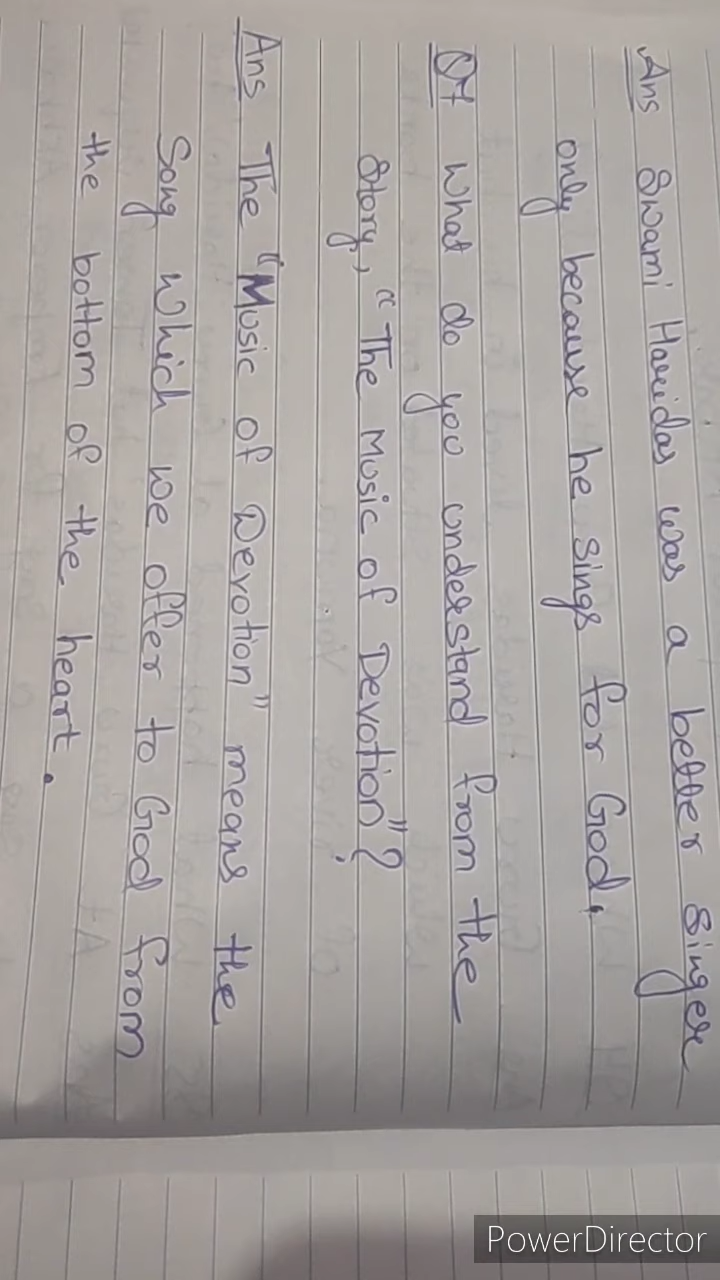 Ans Swami Haridas was a better singer
only because he sings for God.
Q7 What do you understand from the
Story, "The Music of Devotion"?
Ans The "Music of Devotion" means the
Song which we offer to God from
the bottom of the heart.
PowerDirector